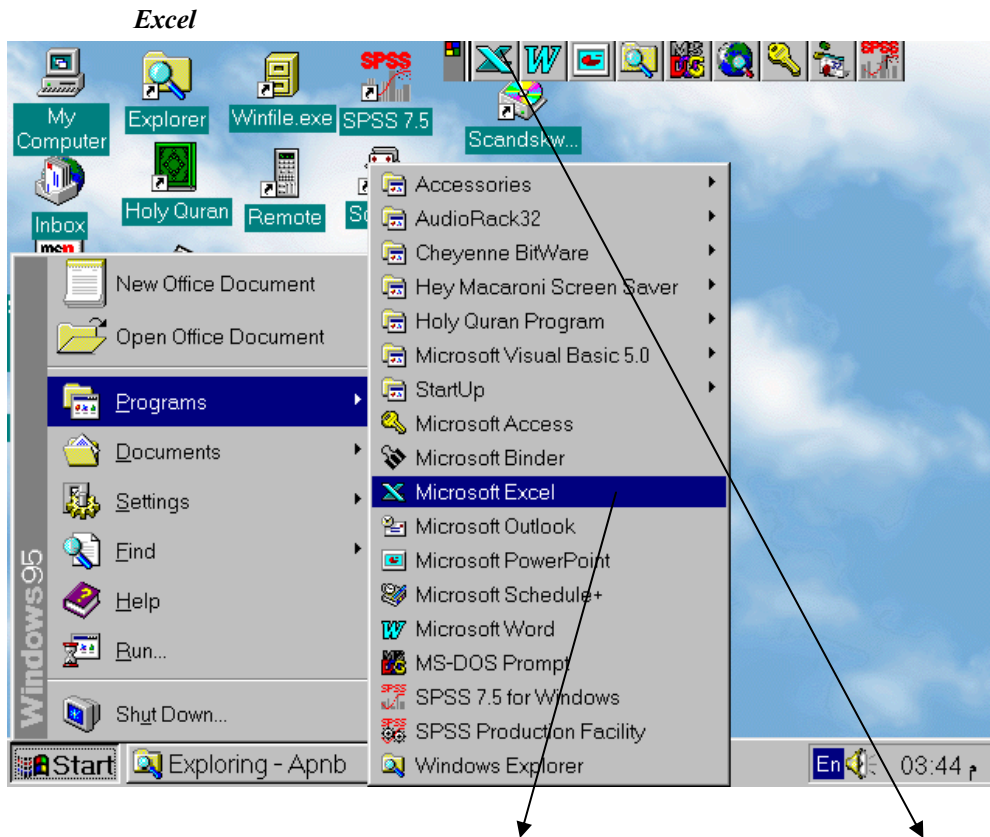 Excel
SPSS
MS
DOS
SPSS
My
Computer
Explorer
Winfile.exe
SPSS 7.5
Scandskw...
Inbox
Holy Quran
Remote
msn
New Office Document
Open Office Document
Programs
Documents
Settings
Find
Help
Run...
Shut Down...
Windows95
Accessories
AudioRack32
Cheyenne BitWare
Hey Macaroni Screen Saver
Holy Quran Program
Microsoft Visual Basic 5.0
StartUp
Microsoft Access
Microsoft Binder
Microsoft Excel
Microsoft Outlook
Microsoft PowerPoint
Microsoft Schedule+
Microsoft Word
MS-DOS Prompt
SPSS 7.5 for Windows
SPSS Production Facility
Windows Explorer
Start
Exploring - Apnb
En
03:44 م